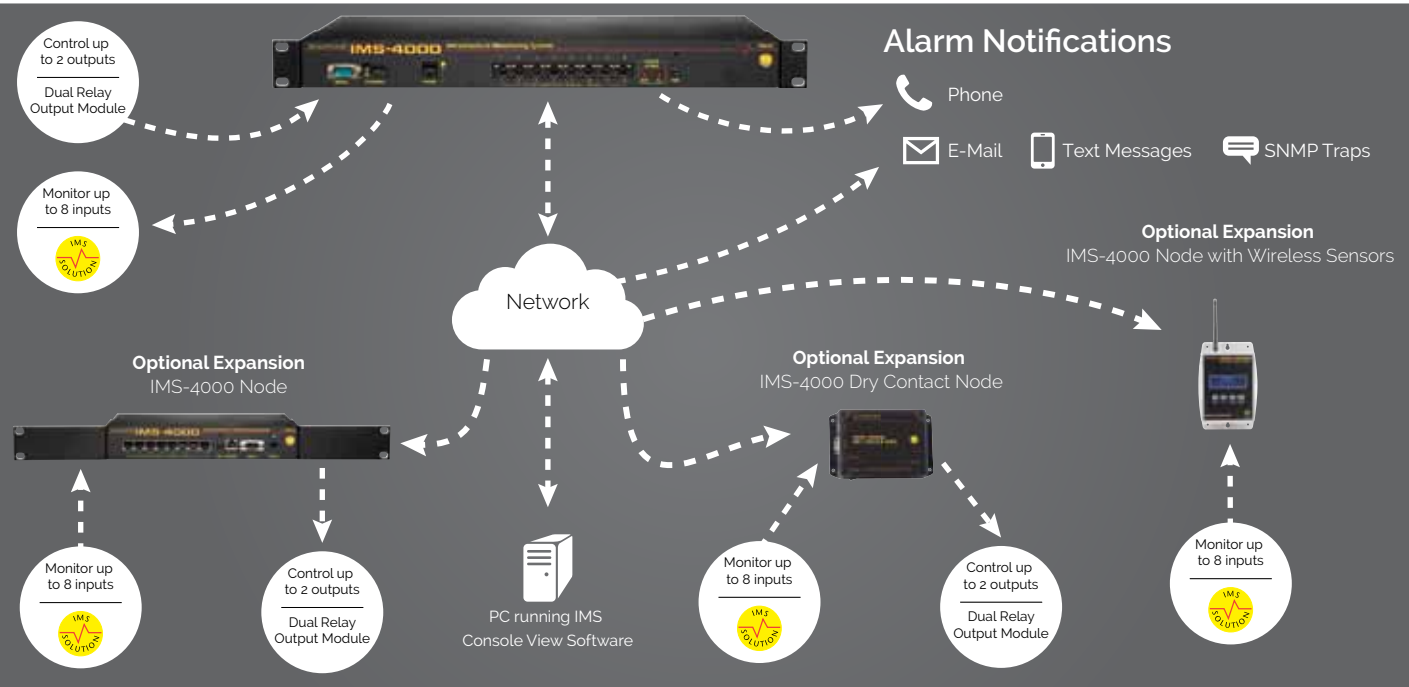 Control up
to 2 outputs
Dual Relay
Output Module
IMS-4000
Alarm Notifications
Phone
E-Mail
Text Messages
SNMP Traps
Monitor up
to 8 inputs
IMS
SOLUTION
Network
Optional Expansion
IMS-4000 Node with Wireless Sensors
Optional Expansion
IMS-4000 Node
IMS-4000
Optional Expansion
IMS-4000 Dry Contact Node
Monitor up
to 8 inputs
IMS
SOLUTION
Control up
to 2 outputs
Dual Relay
Output Module
PC running IMS
Console View Software
Monitor up
to 8 inputs
IMS
SOLUTION
Control up
to 2 outputs
Dual Relay
Output Module
Monitor up
to 8 inputs
IMS
SOLUTION